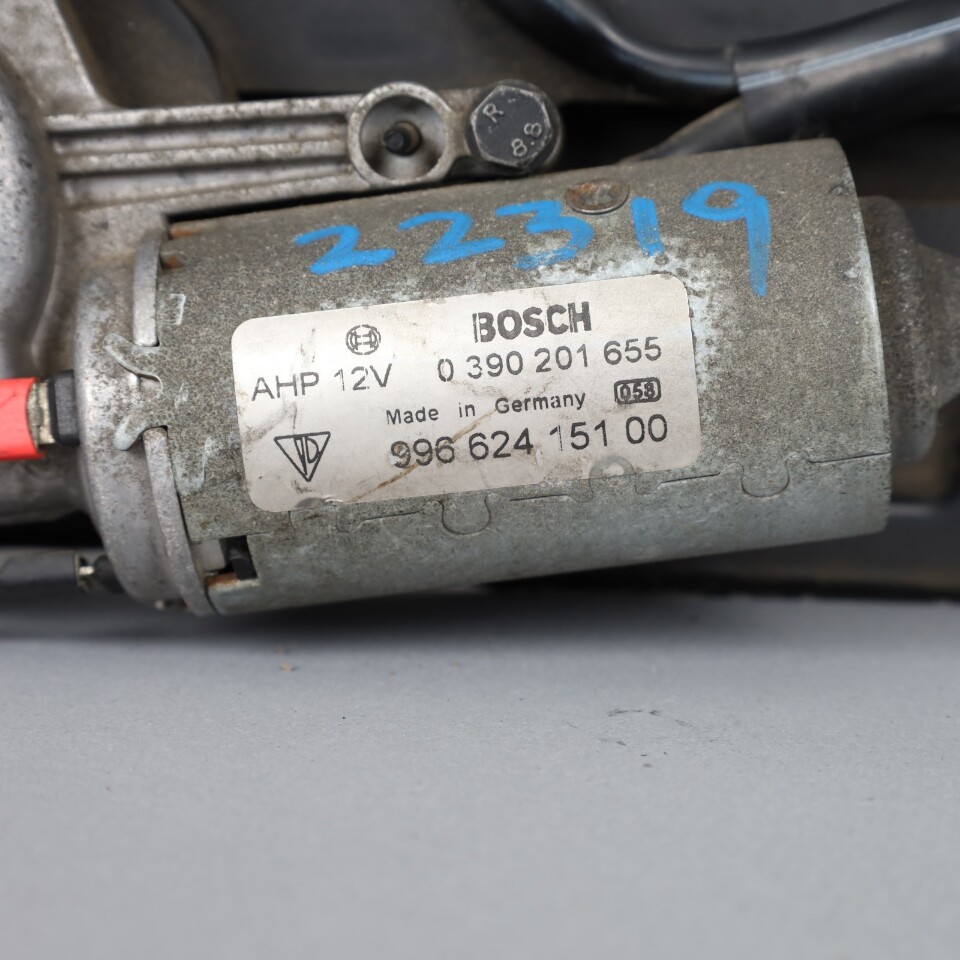 R
8.8
22319
BOSCH
AHP 12V 0 390 201 655
Made in Germany 058
996 624 151 00